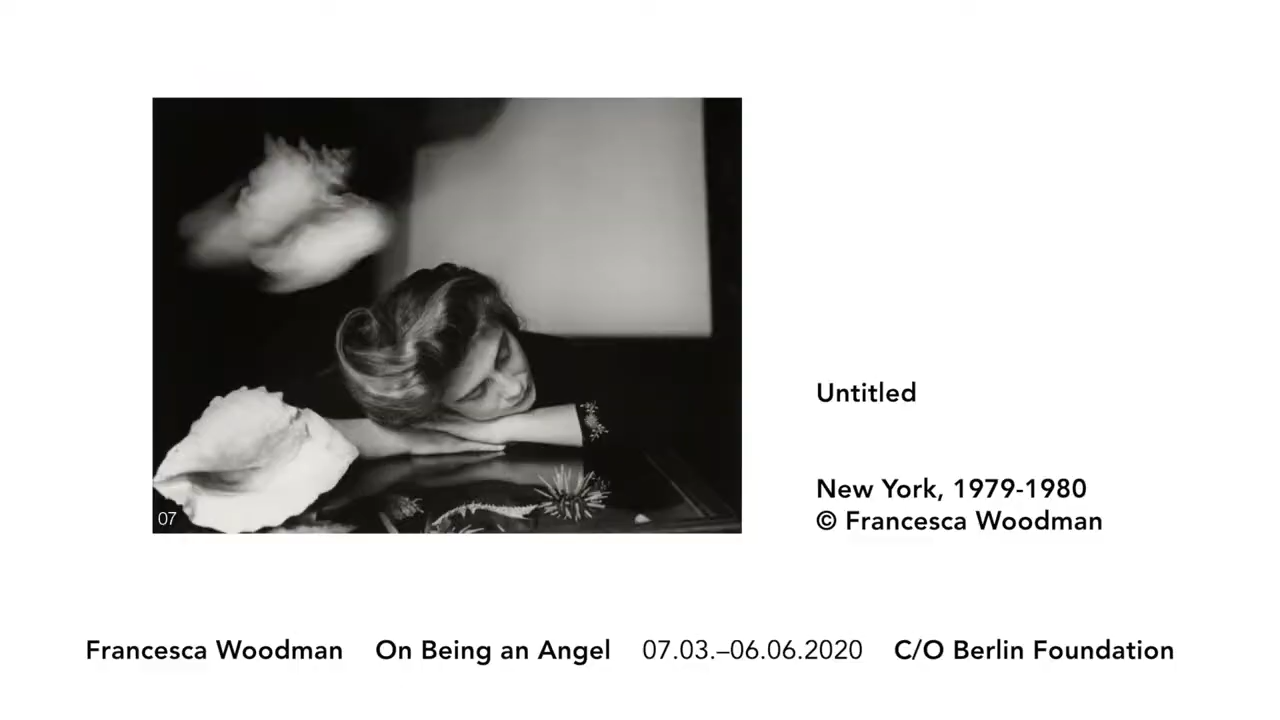 07
Untitled
New York, 1979-1980
© Francesca Woodman
Francesca Woodman On Being an Angel 07.03.–06.06.2020 C/O Berlin Foundation